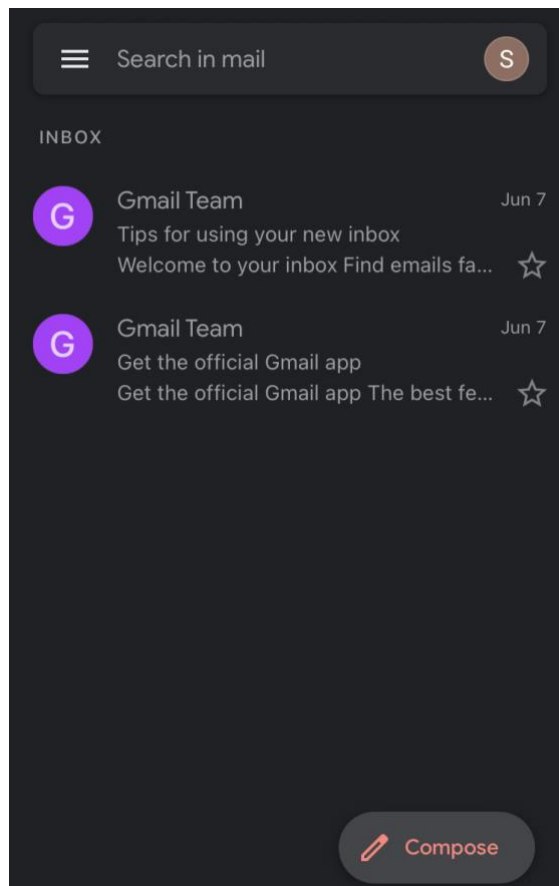 Search in mail
S
INBOX
G
Gmail Team
Jun 7
Tips for using your new inbox
Welcome to your inbox Find emails fa...
G
Gmail Team
Jun 7
Get the official Gmail app
Get the official Gmail app The best fe...
Compose